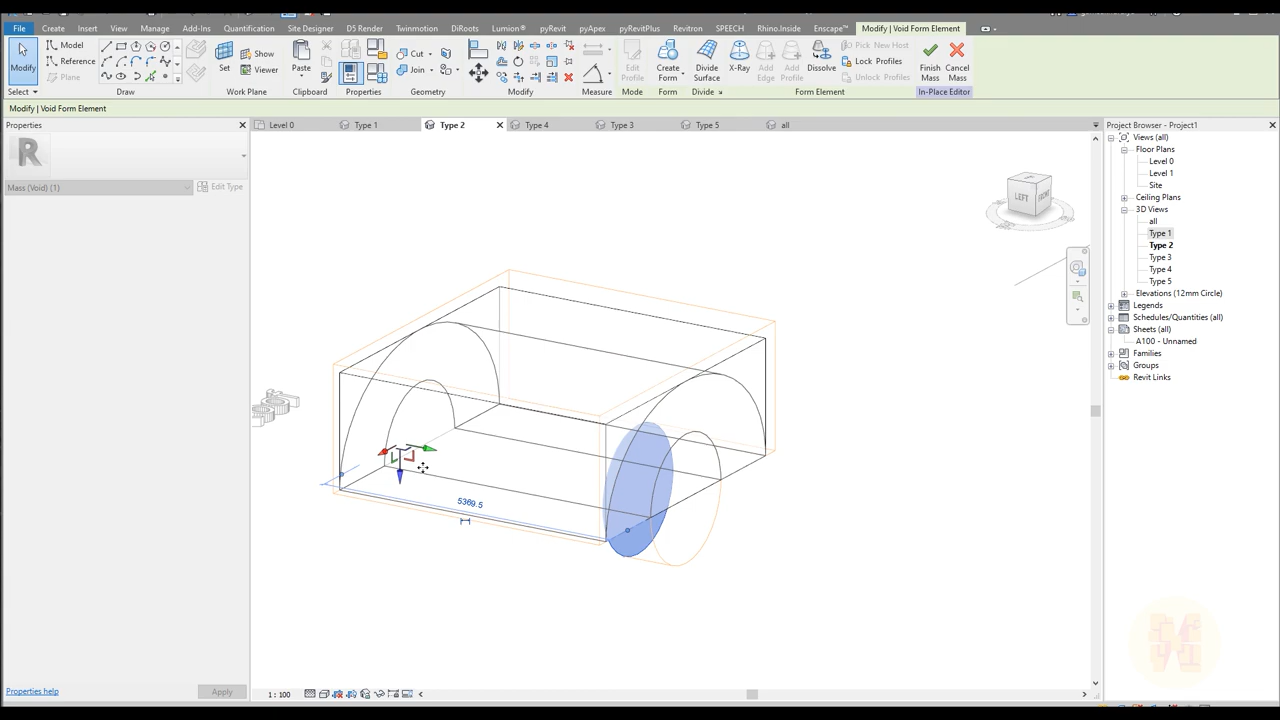 File Create Insert View Manage Add-Ins Quantification Site Designer D5 Render Twinmotion DiRoots Lumion® pyRevit pyApex pyRevitPlus Revitron SPEECH Rhino.Inside Enscape™ Modify | Void Form Element
Modify
Model
Reference
Plane
Set
Show
Viewer
Paste
Cut
Join
Edit Profile
Create Form
Divide Surface
X-Ray
Add Edge
Add Profile
Dissolve
Pick New Host
Lock Profiles
Unlock Profiles
Finish Mass
Cancel Mass
Select Draw Work Plane Clipboard Properties Geometry Modify Measure Mode Form Divide Form Element In-Place Editor
Modify | Void Form Element
Properties
Level 0 Type 1 Type 2 Type 4 Type 3 Type 5 all
Project Browser - Project1
R
Mass (Void) (1) Edit Type
Views (all)
Floor Plans
Level 0
Level 1
Site
Ceiling Plans
3D Views
all
Type 1
Type 2
Type 3
Type 4
Type 5
Elevations (12mm Circle)
Legends
Schedules/Quantities (all)
Sheets (all)
A100 - Unnamed
Families
Groups
Revit Links
LEFT FRONT
5369.5
Properties help Apply
1 : 100